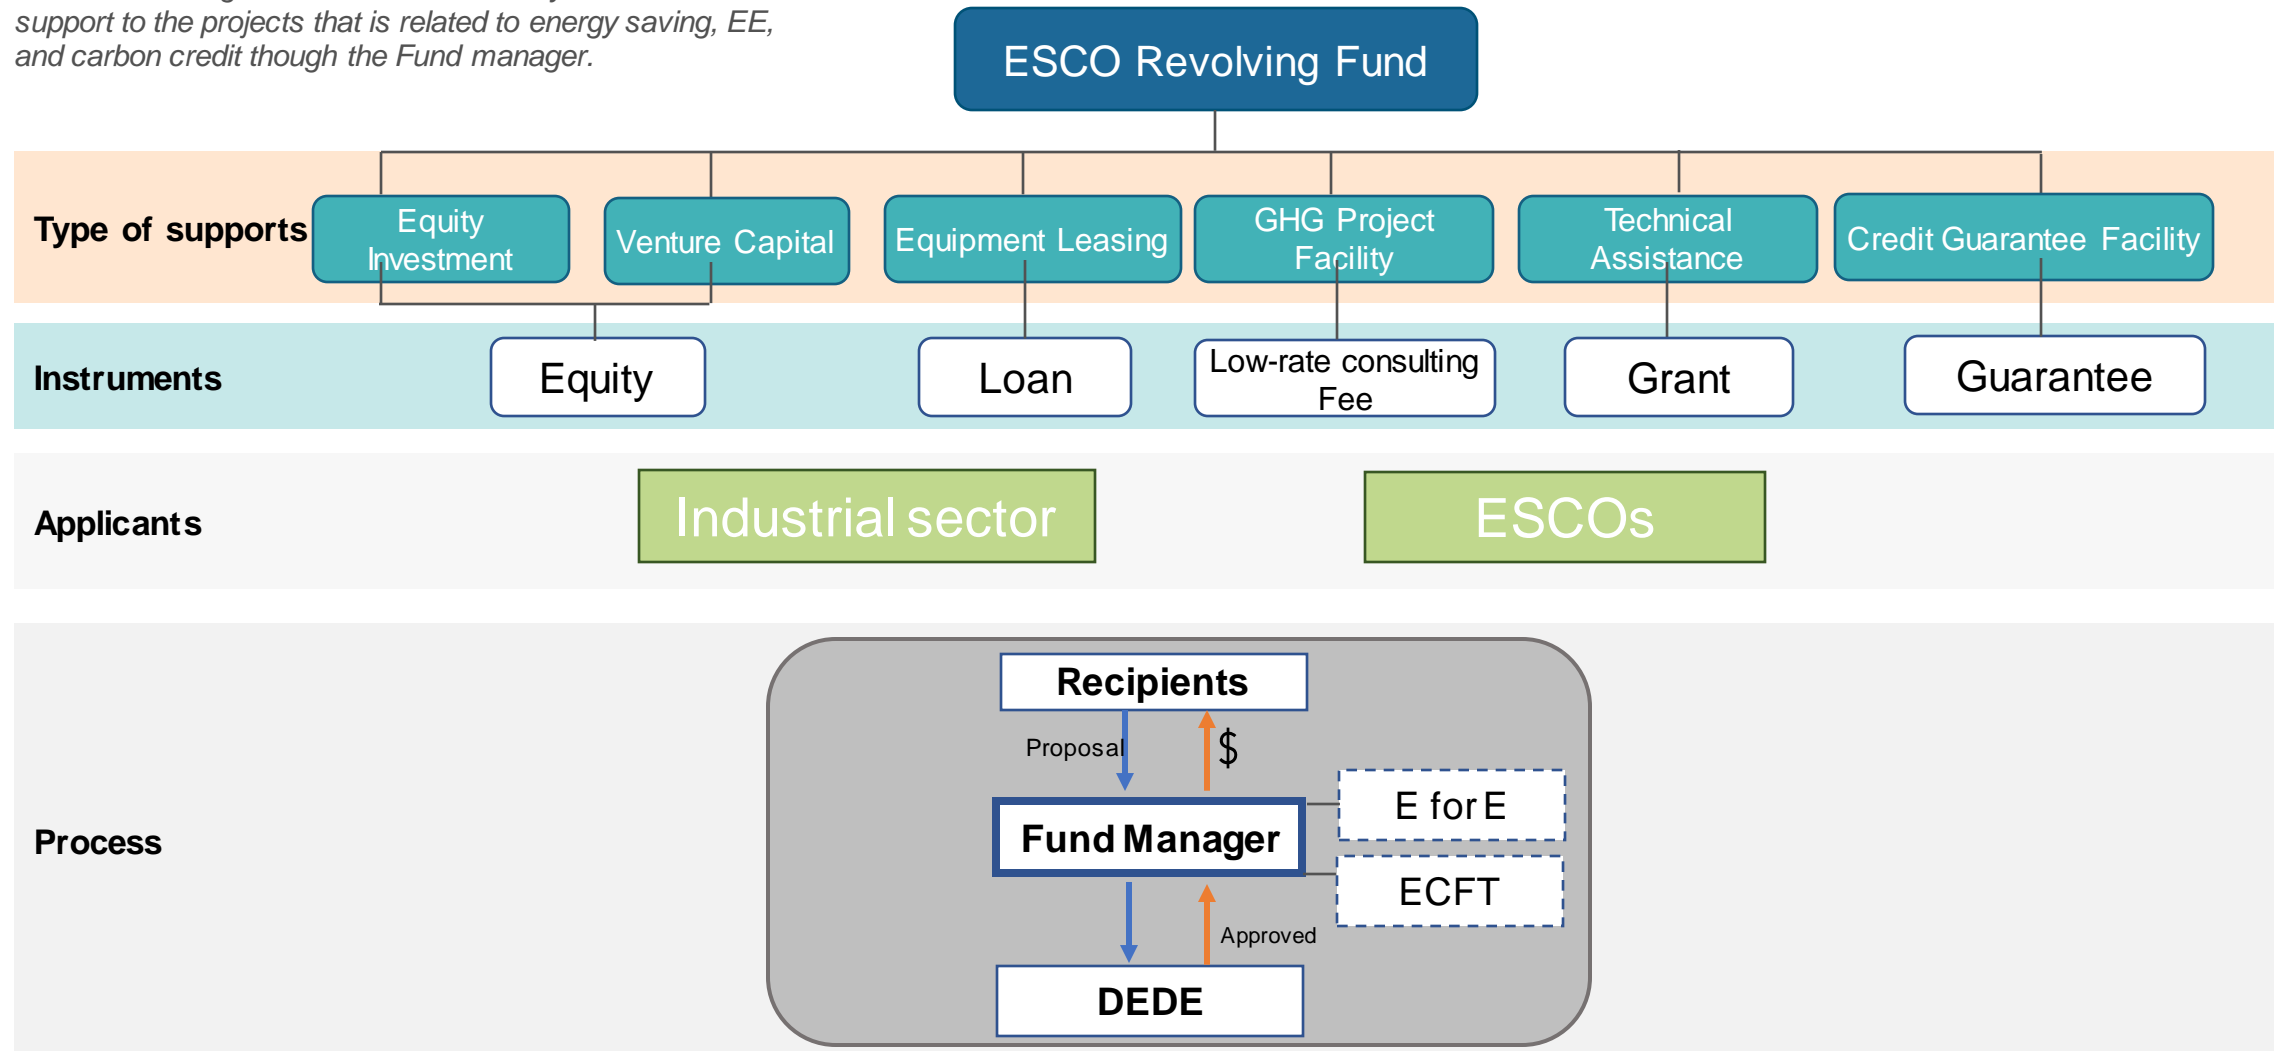 support to the projects that is related to energy saving, EE,
and carbon credit though the Fund manager.
ESCO Revolving Fund
Type of supports
Equity
Investment
Venture Capital
Equipment Leasing
GHG Project
Facility
Technical
Assistance
Credit Guarantee Facility
Instruments
Equity
Loan
Low-rate consulting
Fee
Grant
Guarantee
Applicants
Industrial sector
ESCOs
Process
Recipients
Proposal
$
Fund Manager
E for E
ECFT
Approved
DEDE